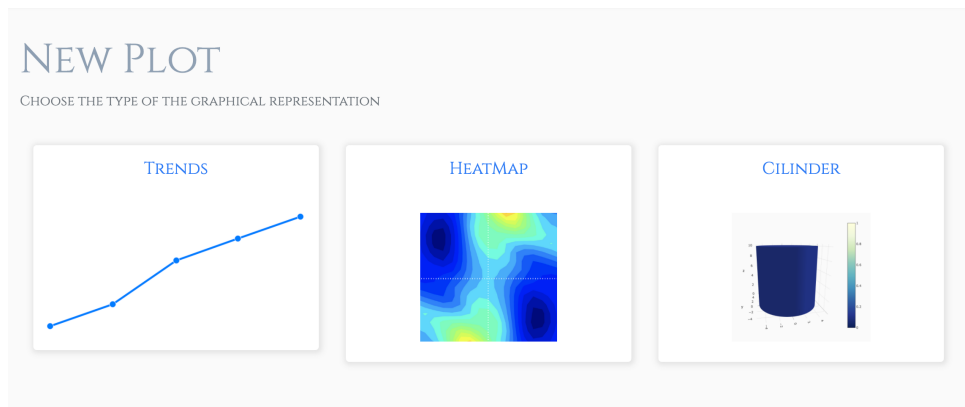 New Plot
Choose the type of the graphical representation
Trends
HeatMap
Cilinder